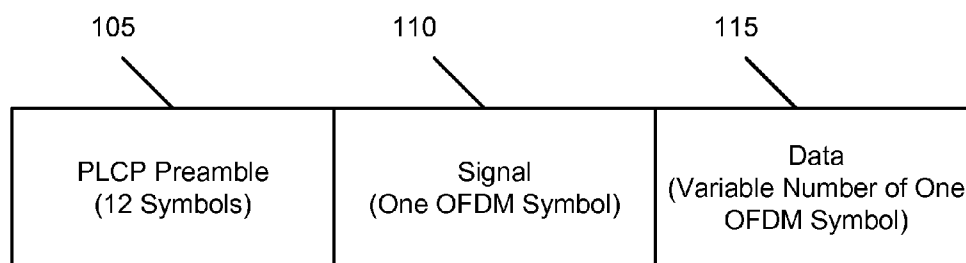 105
110
115
PLCP Preamble
(12 Symbols)
Signal
(One OFDM Symbol)
Data
(Variable Number of One
OFDM Symbol)